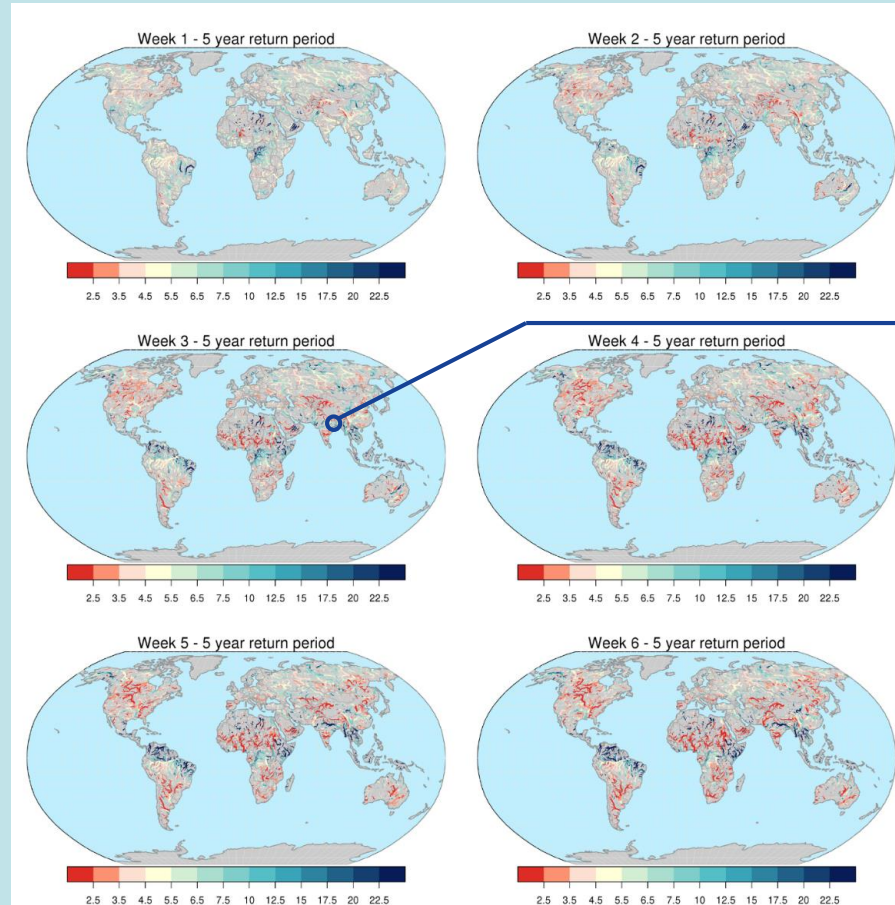 Week 1 - 5 year return period
2.5 3.5 4.5 5.5 6.5 7.5 10 12.5 15 17.5 20 22.5
Week 2 - 5 year return period
2.5 3.5 4.5 5.5 6.5 7.5 10 12.5 15 17.5 20 22.5
Week 3 - 5 year return period
2.5 3.5 4.5 5.5 6.5 7.5 10 12.5 15 17.5 20 22.5
Week 4 - 5 year return period
2.5 3.5 4.5 5.5 6.5 7.5 10 12.5 15 17.5 20 22.5
Week 5 - 5 year return period
2.5 3.5 4.5 5.5 6.5 7.5 10 12.5 15 17.5 20 22.5
Week 6 - 5 year return period
2.5 3.5 4.5 5.5 6.5 7.5 10 12.5 15 17.5 20 22.5